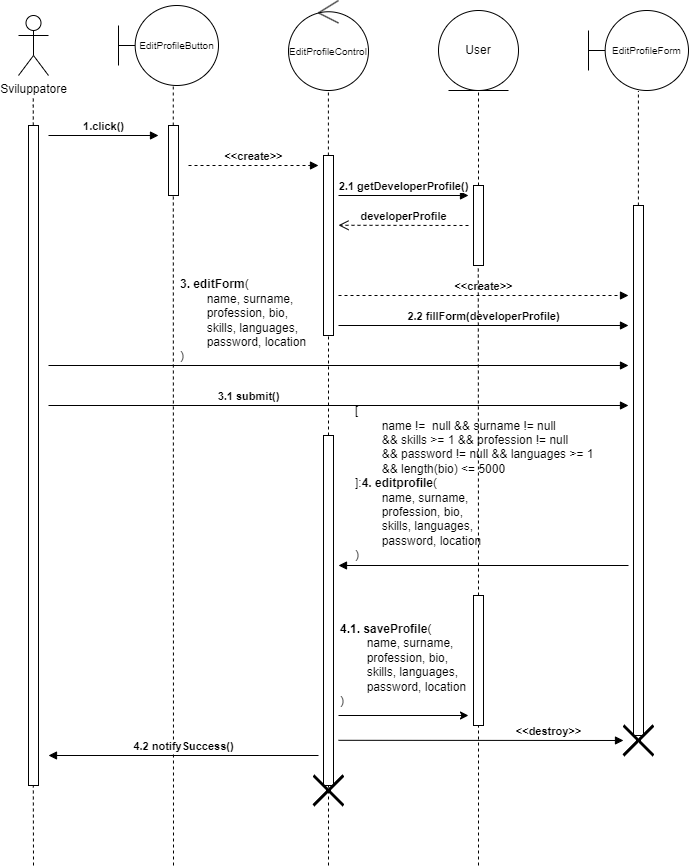 Sviluppatore
EditProfileButton
EditProfileControl
User
EditProfileForm
1.click()
<<create>>
2.1 getDeveloperProfile()
developerProfile
<<create>>
2.2 fillForm(developerProfile)
3. editForm(
name, surname,
profession, bio,
skills, languages,
password, location
)
3.1 submit()
[
name != null && surname != null
&& skills >= 1 && profession != null
&& password != null && languages >= 1
&& length(bio) <= 5000
]:4. editprofile(
name, surname,
profession, bio,
skills, languages,
password, location
)
4.1. saveProfile(
name, surname,
profession, bio,
skills, languages,
password, location
)
<<destroy>>
4.2 notifySuccess()